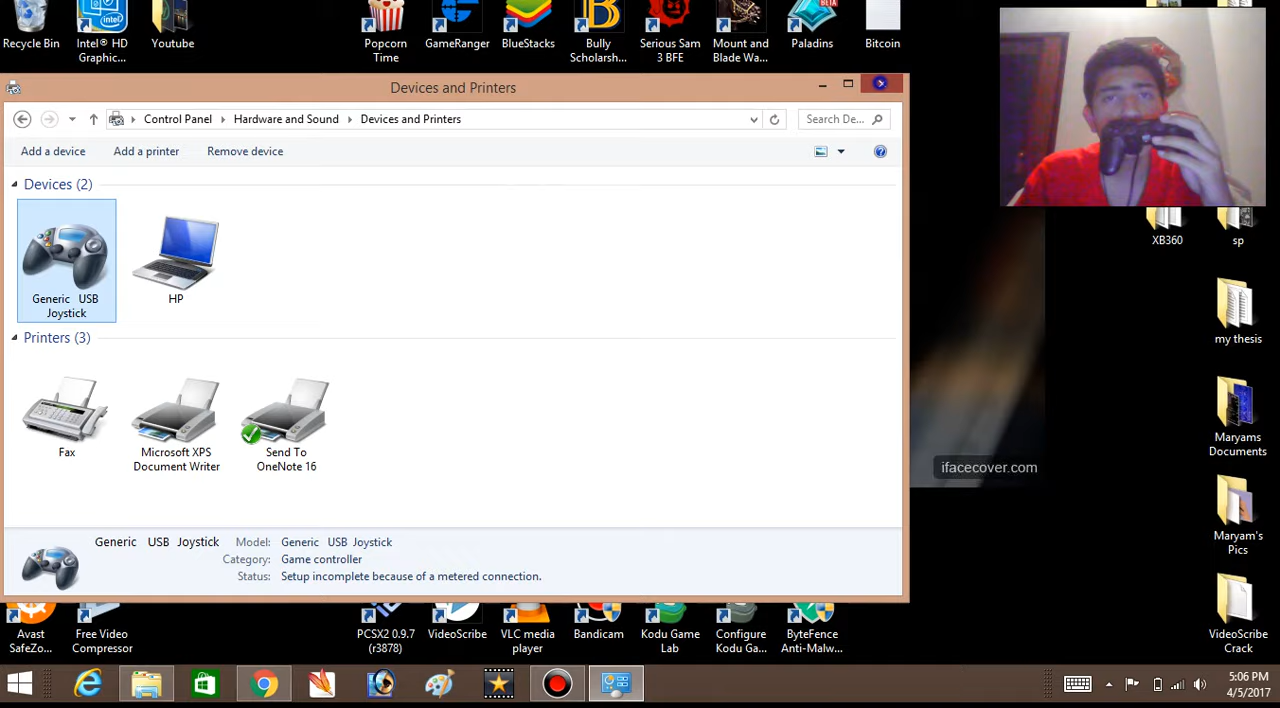 Recycle Bin
Intel® HD
Graphic...
Youtube
Popcorn
Time
GameRanger
BlueStacks
Bully
Scholarsh...
Serious Sam
3 BFE
Mount and
Blade Wa...
BETA
Paladins
Bitcoin
Devices and Printers
Control Panel
Hardware and Sound
Devices and Printers
Search De...
Add a device
Add a printer
Remove device
Devices (2)
Generic USB
Joystick
HP
Printers (3)
Fax
Microsoft XPS
Document Writer
Send To
OneNote 16
Generic USB Joystick
Model: Generic USB Joystick
Category: Game controller
Status: Setup incomplete because of a metered connection.
XB360
sp
my thesis
Maryams
Documents
Maryam's
Pics
VideoScribe
Crack
ifacecover.com
Avast
SafeZo...
Free Video
Compressor
PCSX2 0.9.7
(r3878)
VideoScribe
VLC media
player
Bandicam
Kodu Game
Lab
Configure
Kodu Ga...
ByteFence
Anti-Malw...
5:06 PM
4/5/2017